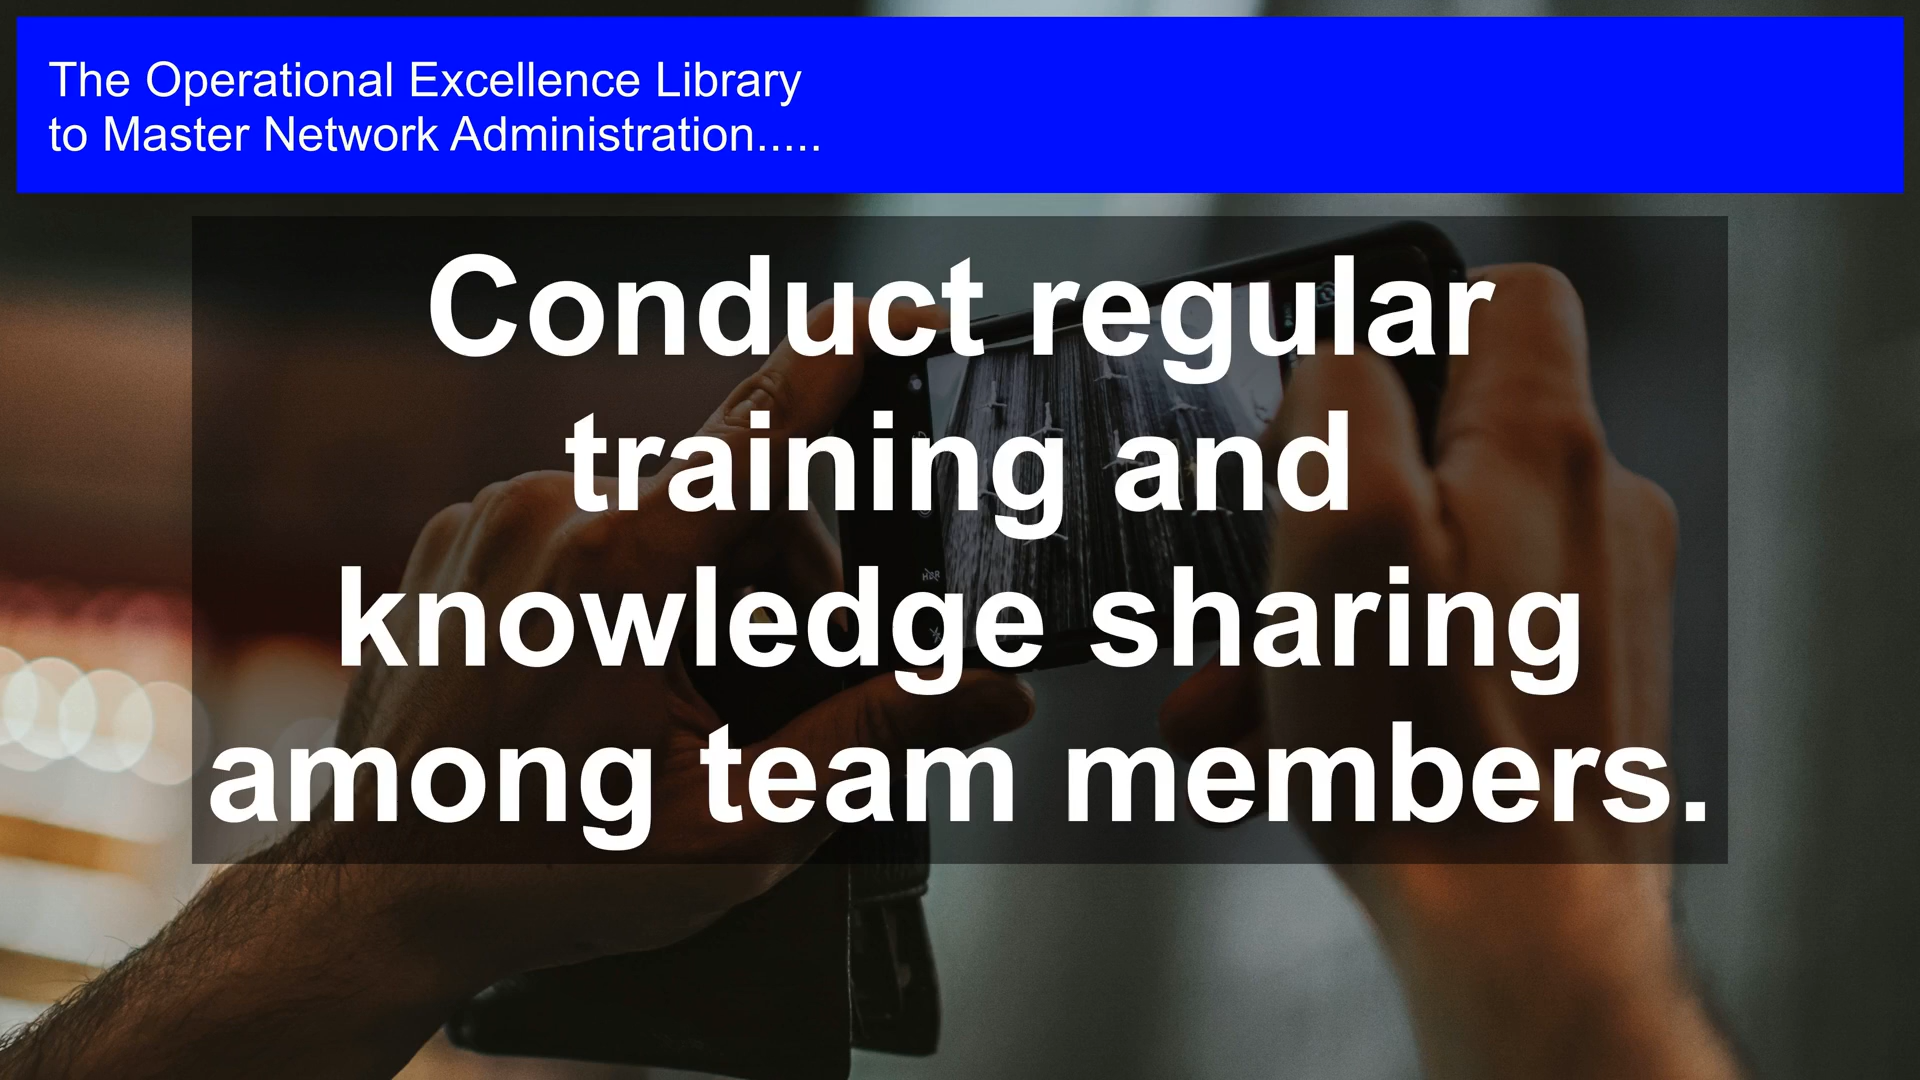 The Operational Excellence Library
to Master Network Administration.....
Conduct regular
training and
knowledge sharing
among team members.